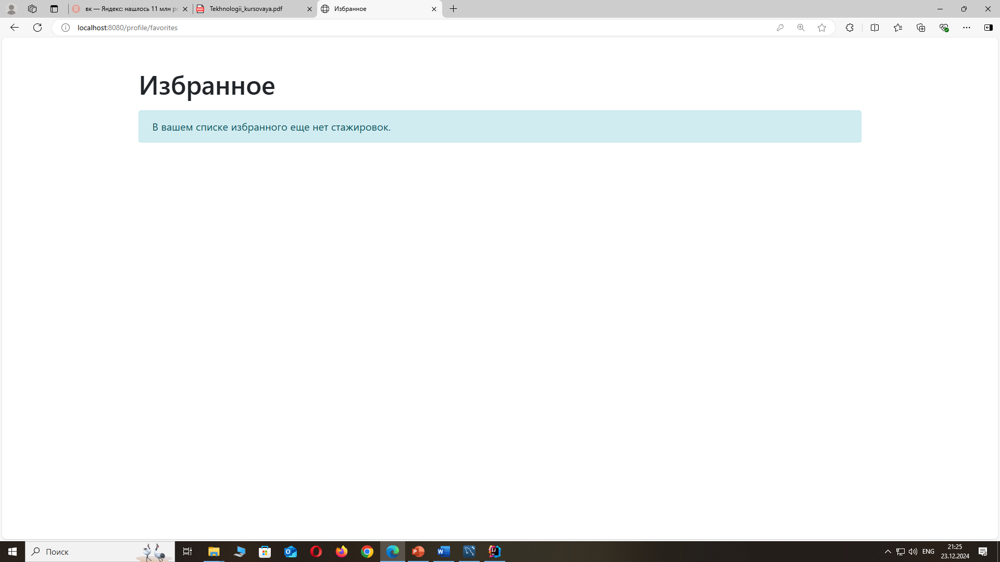 вк — Яндекс: нашлось 11 млн ре
Tekhnologii_kursovaya.pdf
Избранное
localhost:8080/profile/favorites
Избранное
В вашем списке избранного еще нет стажировок.
Поиск
ENG
21:25
23.12.2024